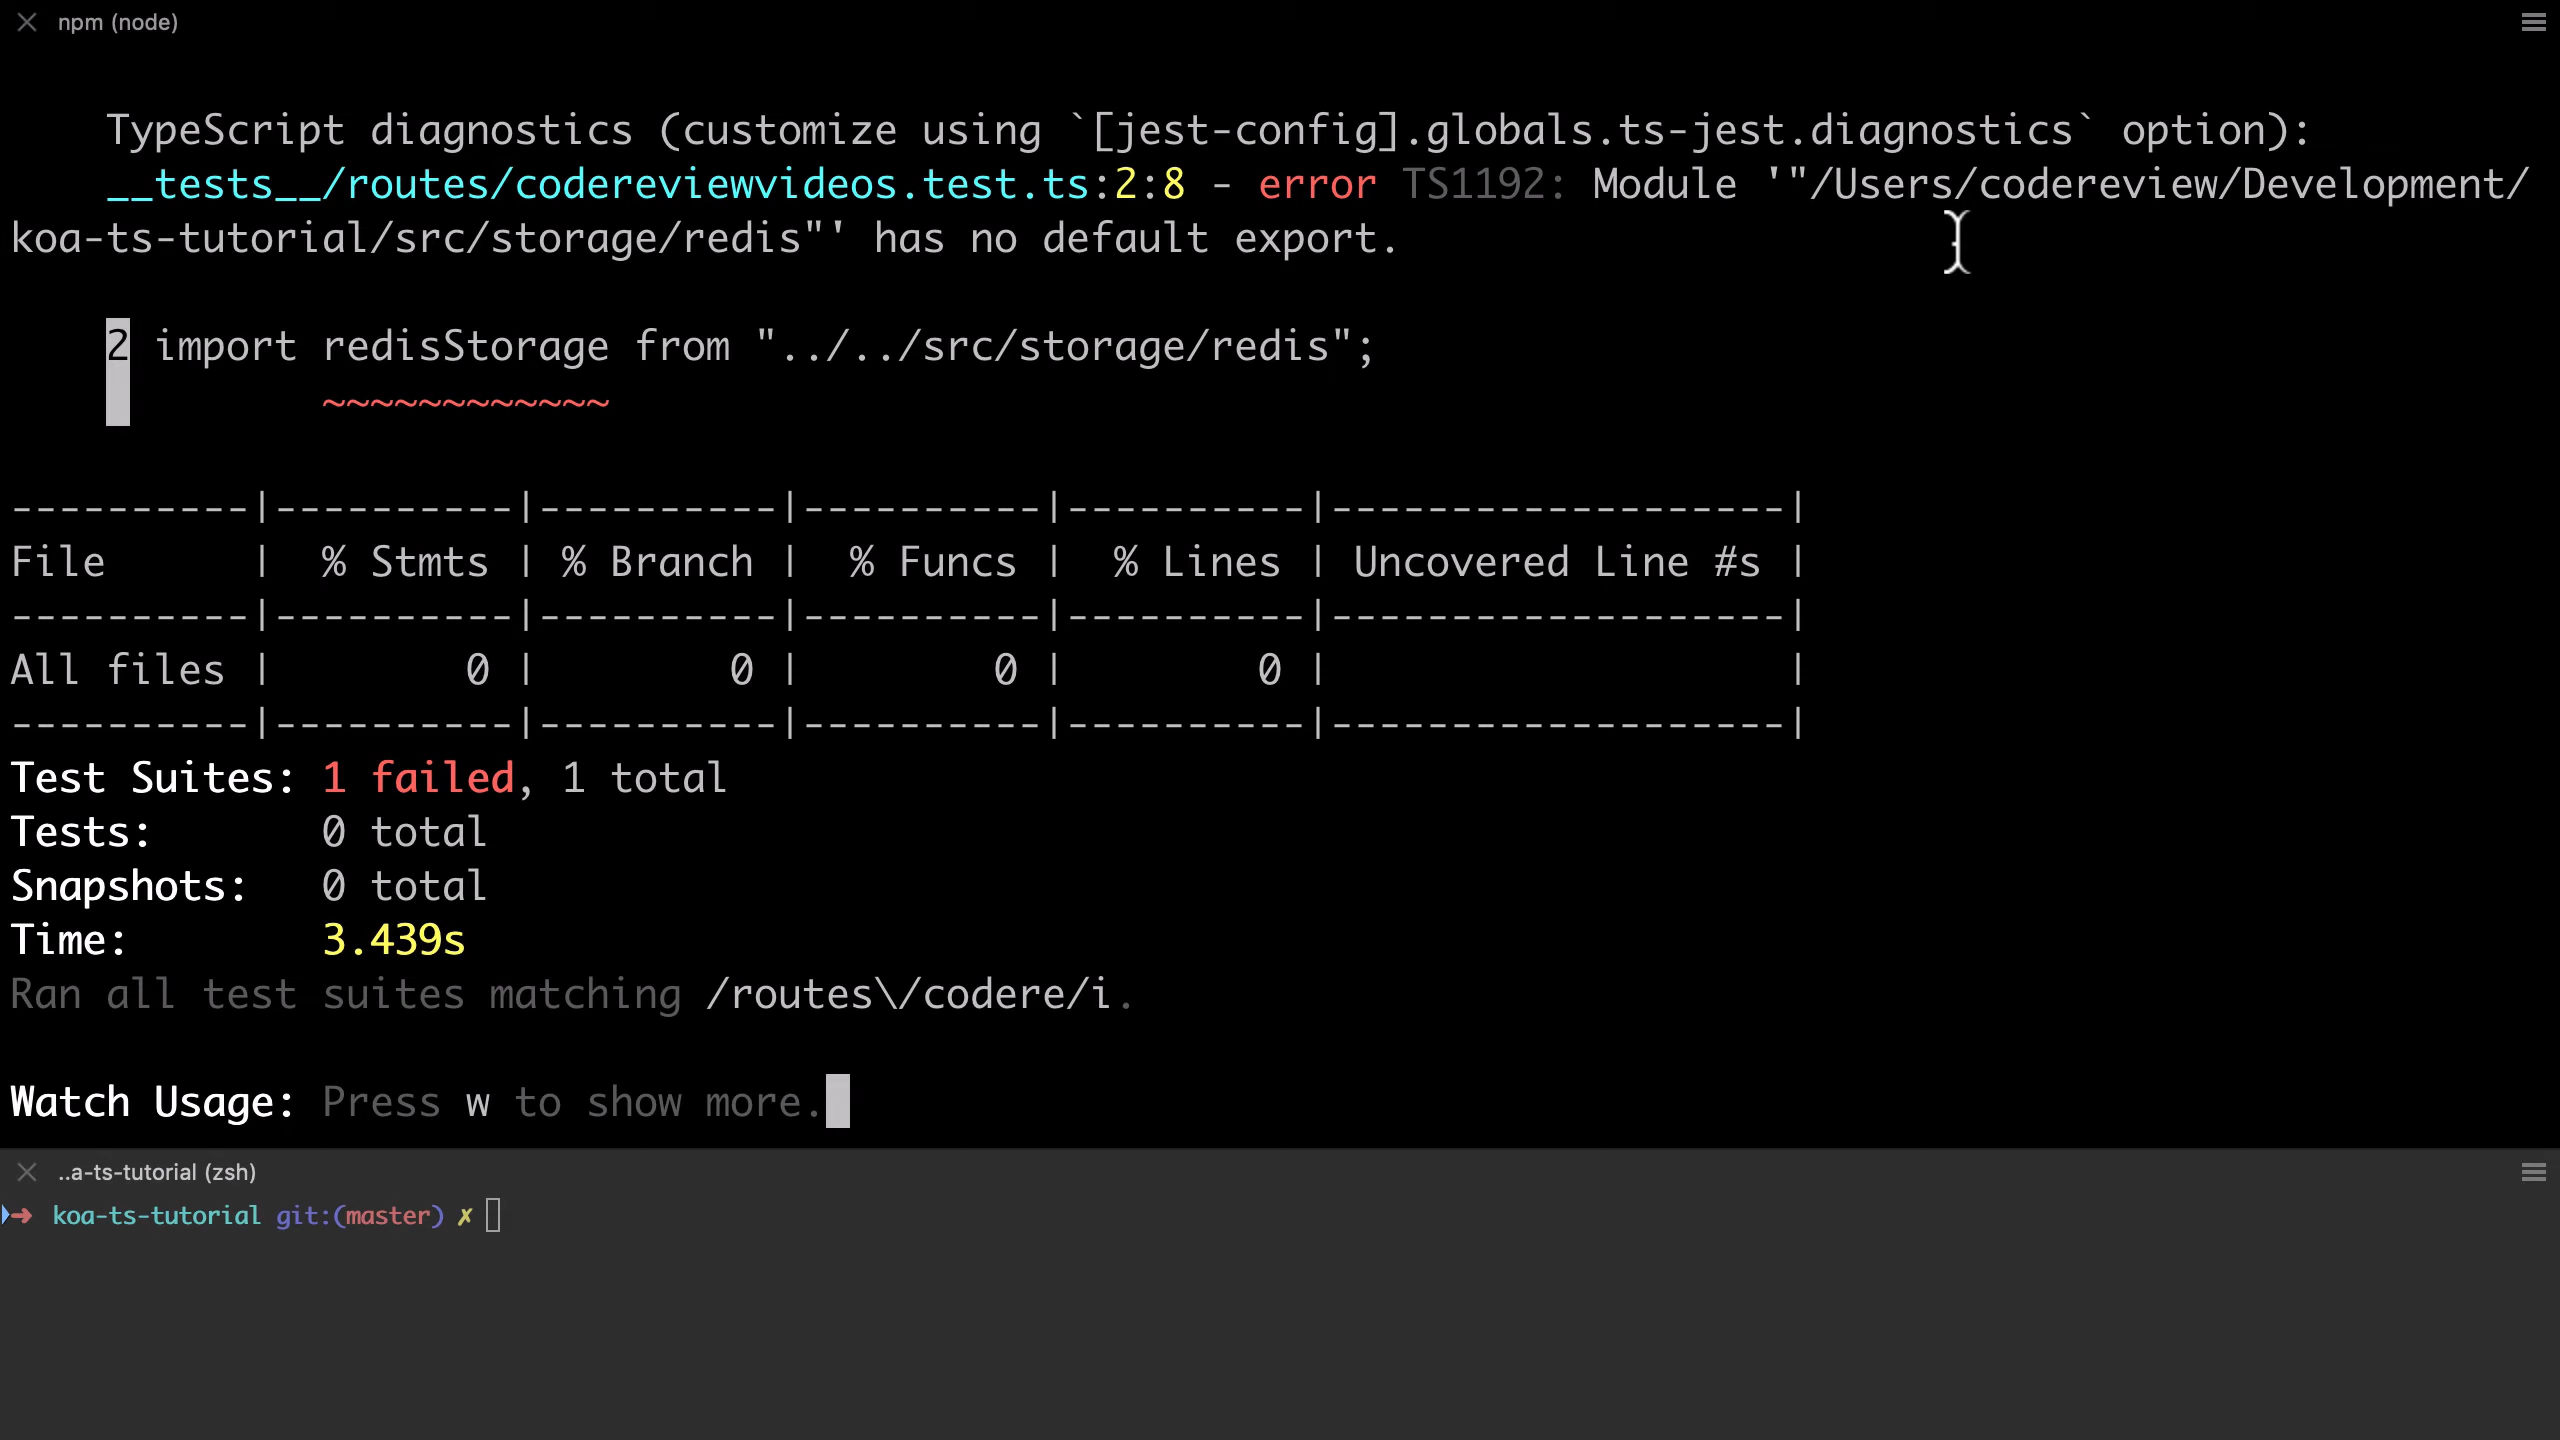 npm (node)
TypeScript diagnostics (customize using `[jest-config].globals.ts-jest.diagnostics` option):
__tests__/routes/codereviewvideos.test.ts:2:8 - error TS1192: Module '"/Users/codereview/Development/
koa-ts-tutorial/src/storage/redis"' has no default export.
2 import redisStorage from "../../src/storage/redis";
~~~~~~~~~~~~
----------|----------|----------|----------|----------|-------------------|
File      |  % Stmts | % Branch |  % Funcs |  % Lines | Uncovered Line #s |
----------|----------|----------|----------|----------|-------------------|
All files |        0 |        0 |        0 |        0 |                   |
----------|----------|----------|----------|----------|-------------------|
Test Suites: 1 failed, 1 total
Tests:       0 total
Snapshots:   0 total
Time:        3.439s
Ran all test suites matching /routes\/codere/i.
Watch Usage: Press w to show more.
..a-ts-tutorial (zsh)
➜ koa-ts-tutorial git:(master) ✗